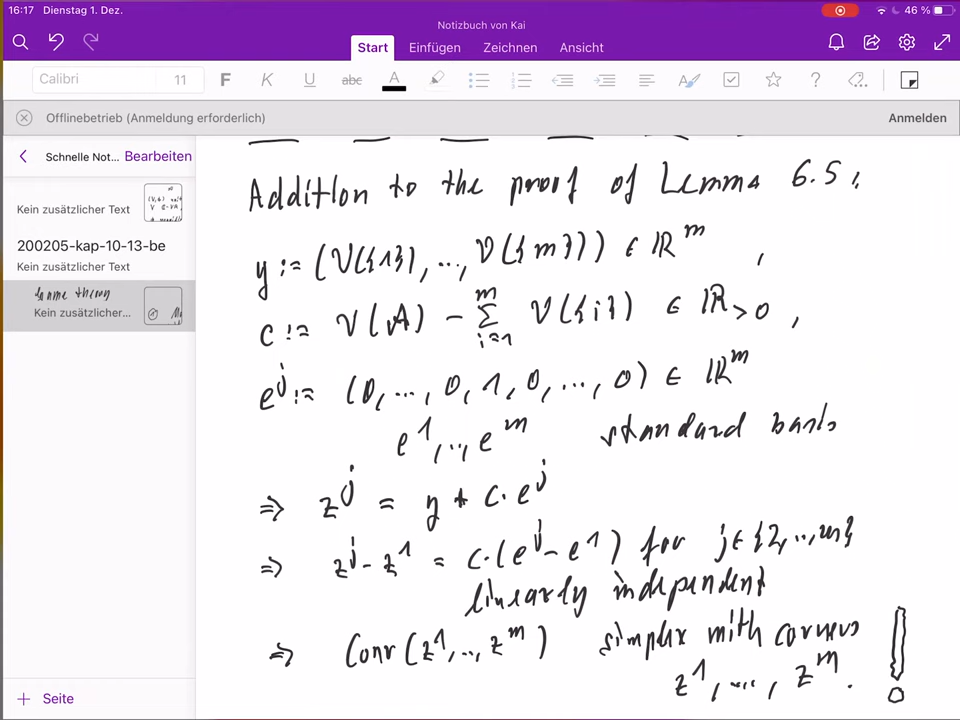 16:17 Dienstag 1. Dez.
46 %
Notizbuch von Kai
Start Einfügen Zeichnen Ansicht
Calibri 11 F K U abc A
Offlinebetrieb (Anmeldung erforderlich) Anmelden
Schnelle Not... Bearbeiten
Kein zusätzlicher Text
200205-kap-10-13-be
Kein zusätzlicher Text
Game theory
Kein zusätzlicher...
Seite
Addition to the proof of Lemma 6.5:
y := (V({1}), ..., V({m})) ∈ ℝ^m ,
c := V(A) - ∑_{i=1}^m V({i}) ∈ ℝ_{>0} ,
e^j := (0, ..., 0, 1, 0, ..., 0) ∈ ℝ^m
e^1, ..., e^m standard basis
⇒ z^j = y + c · e^j
⇒ z^j - z^1 = c · (e^j - e^1) for j ∈ {2, ..., m}
linearly independent
⇒ Conv(z^1, ..., z^m) simplex with corners
z^1, ..., z^m . !